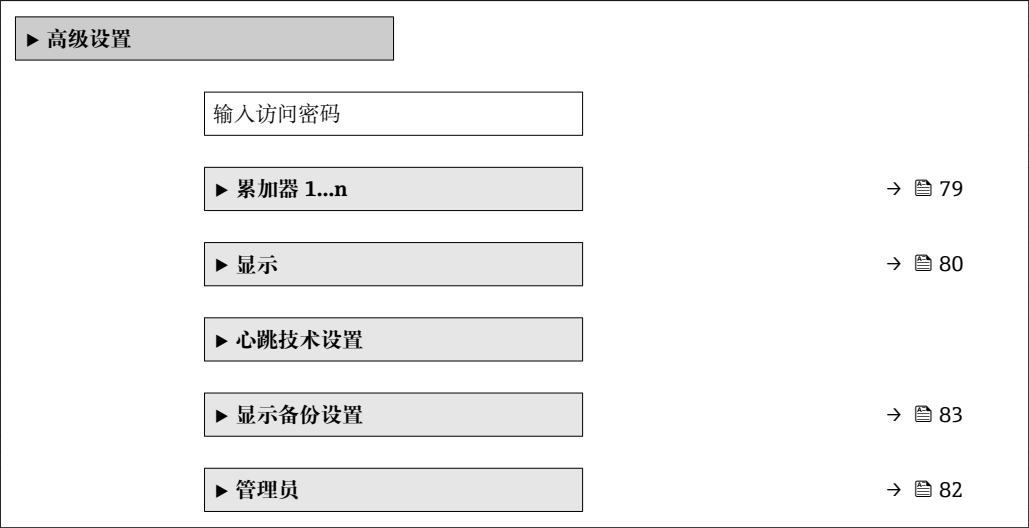 ▶ 高级设置
输入访问密码
▶ 累加器 1...n → 79
▶ 显示 → 80
▶ 心跳技术设置
▶ 显示备份设置 → 83
▶ 管理员 → 82